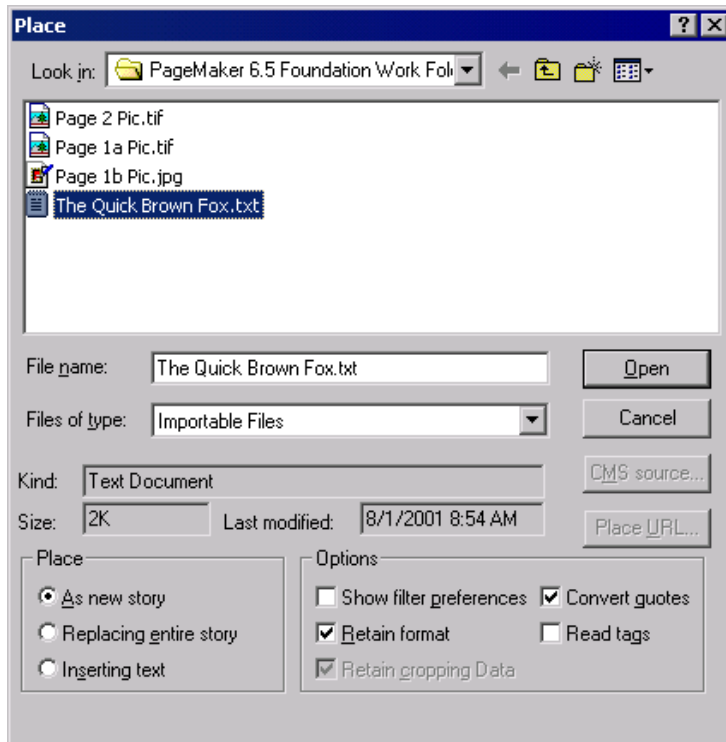 Place
Look in: PageMaker 6.5 Foundation Work Fol
Page 2 Pic.tif
Page 1a Pic.tif
Page 1b Pic.jpg
The Quick Brown Fox.txt
File name: The Quick Brown Fox.txt Open
Files of type: Importable Files Cancel
Kind: Text Document CMS source...
Size: 2K Last modified: 8/1/2001 8:54 AM Place URL...
Place Options
As new story Show filter preferences Convert quotes
Replacing entire story Retain format Read tags
Inserting text Retain cropping Data